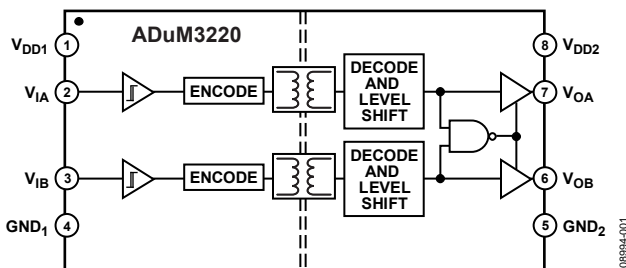 ADuM3220
VDD1 1
8 VDD2
VIA 2
ENCODE
DECODE
AND
LEVEL
SHIFT
7 VOA
VIB 3
ENCODE
DECODE
AND
LEVEL
SHIFT
6 VOB
GND1 4
5 GND2
08994-001